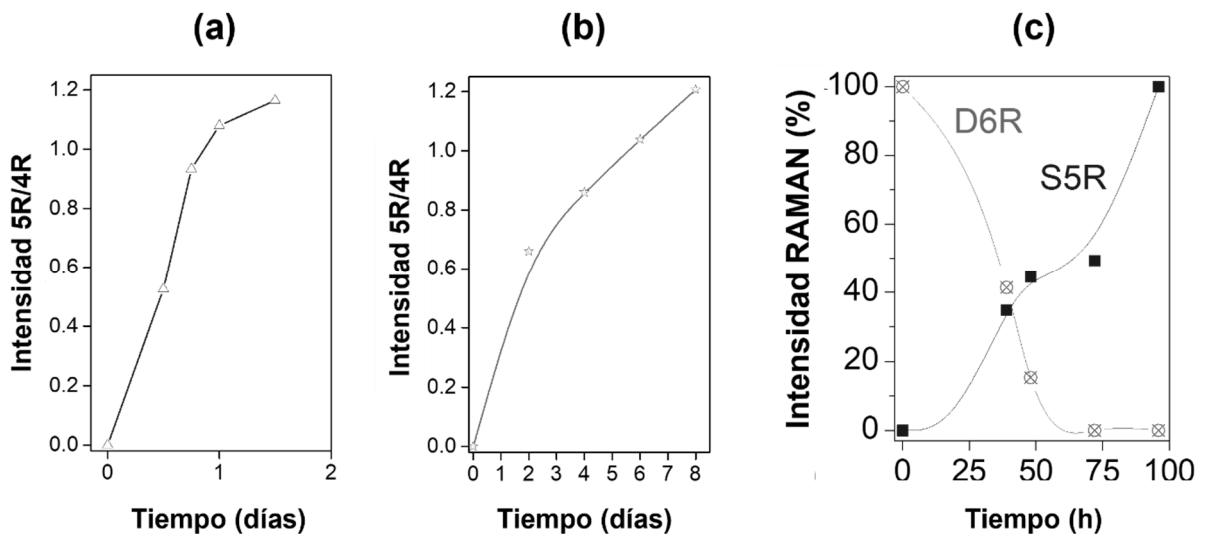 (a)
(b)
(c)
Intensidad 5R/4R
1.2
1.0
0.8
0.6
0.4
0.2
0.0
0
1
2
Tiempo (días)
Intensidad 5R/4R
1.2
1.0
0.8
0.6
0.4
0.2
0.0
0 1 2 3 4 5 6 7 8
Tiempo (días)
Intensidad RAMAN (%)
100
80
60
40
20
0
D6R
S5R
0 25 50 75 100
Tiempo (h)